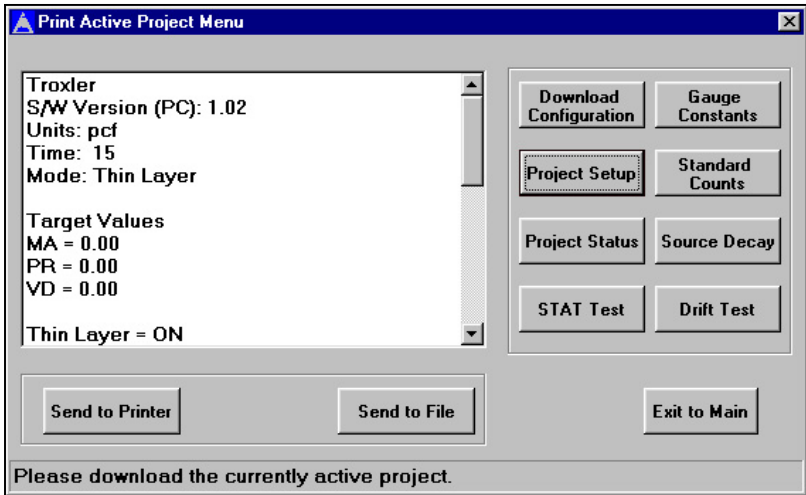 Print Active Project Menu
Troxler
S/W Version (PC): 1.02
Units: pcf
Time: 15
Mode: Thin Layer
Target Values
MA = 0.00
PR = 0.00
VD = 0.00
Thin Layer = ON
Download
Configuration
Gauge
Constants
Project Setup
Standard
Counts
Project Status
Source Decay
STAT Test
Drift Test
Send to Printer
Send to File
Exit to Main
Please download the currently active project.